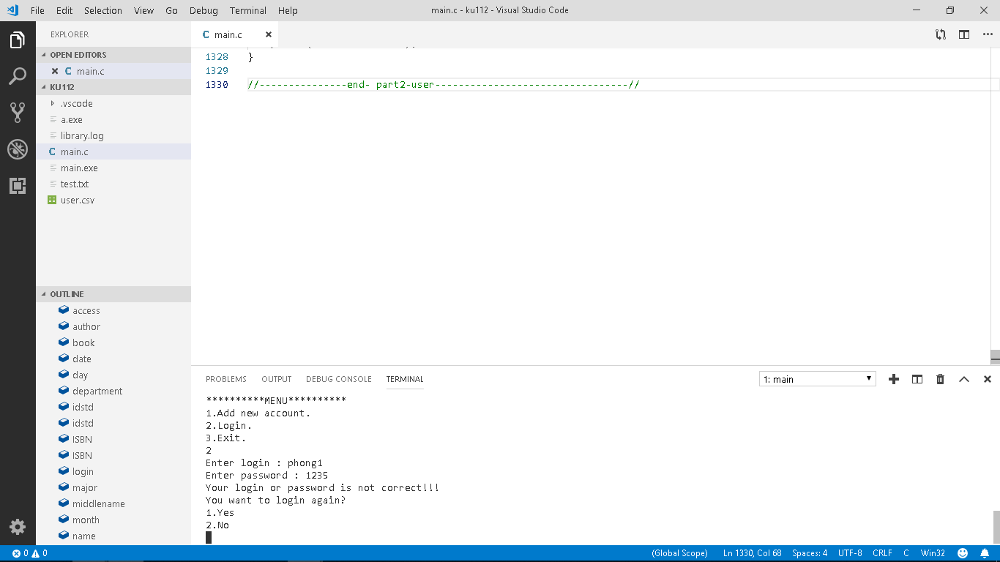 File Edit Selection View Go Debug Terminal Help
main.c - ku112 - Visual Studio Code
EXPLORER
OPEN EDITORS
main.c
KU112
.vscode
a.exe
library.log
main.c
main.exe
test.txt
user.csv
OUTLINE
access
author
book
date
day
department
idstd
idstd
ISBN
ISBN
login
major
middlename
month
name
main.c
1328 }
1329
1330 //---------------end- part2-user---------------------------------//
PROBLEMS OUTPUT DEBUG CONSOLE TERMINAL
1: main
**********MENU**********
1.Add new account.
2.Login.
3.Exit.
2
Enter login : phong1
Enter password : 1235
Your login or password is not correct!!!
You want to login again?
1.Yes
2.No
0 0 (Global Scope) Ln 1330, Col 68 Spaces: 4 UTF-8 CRLF C Win32